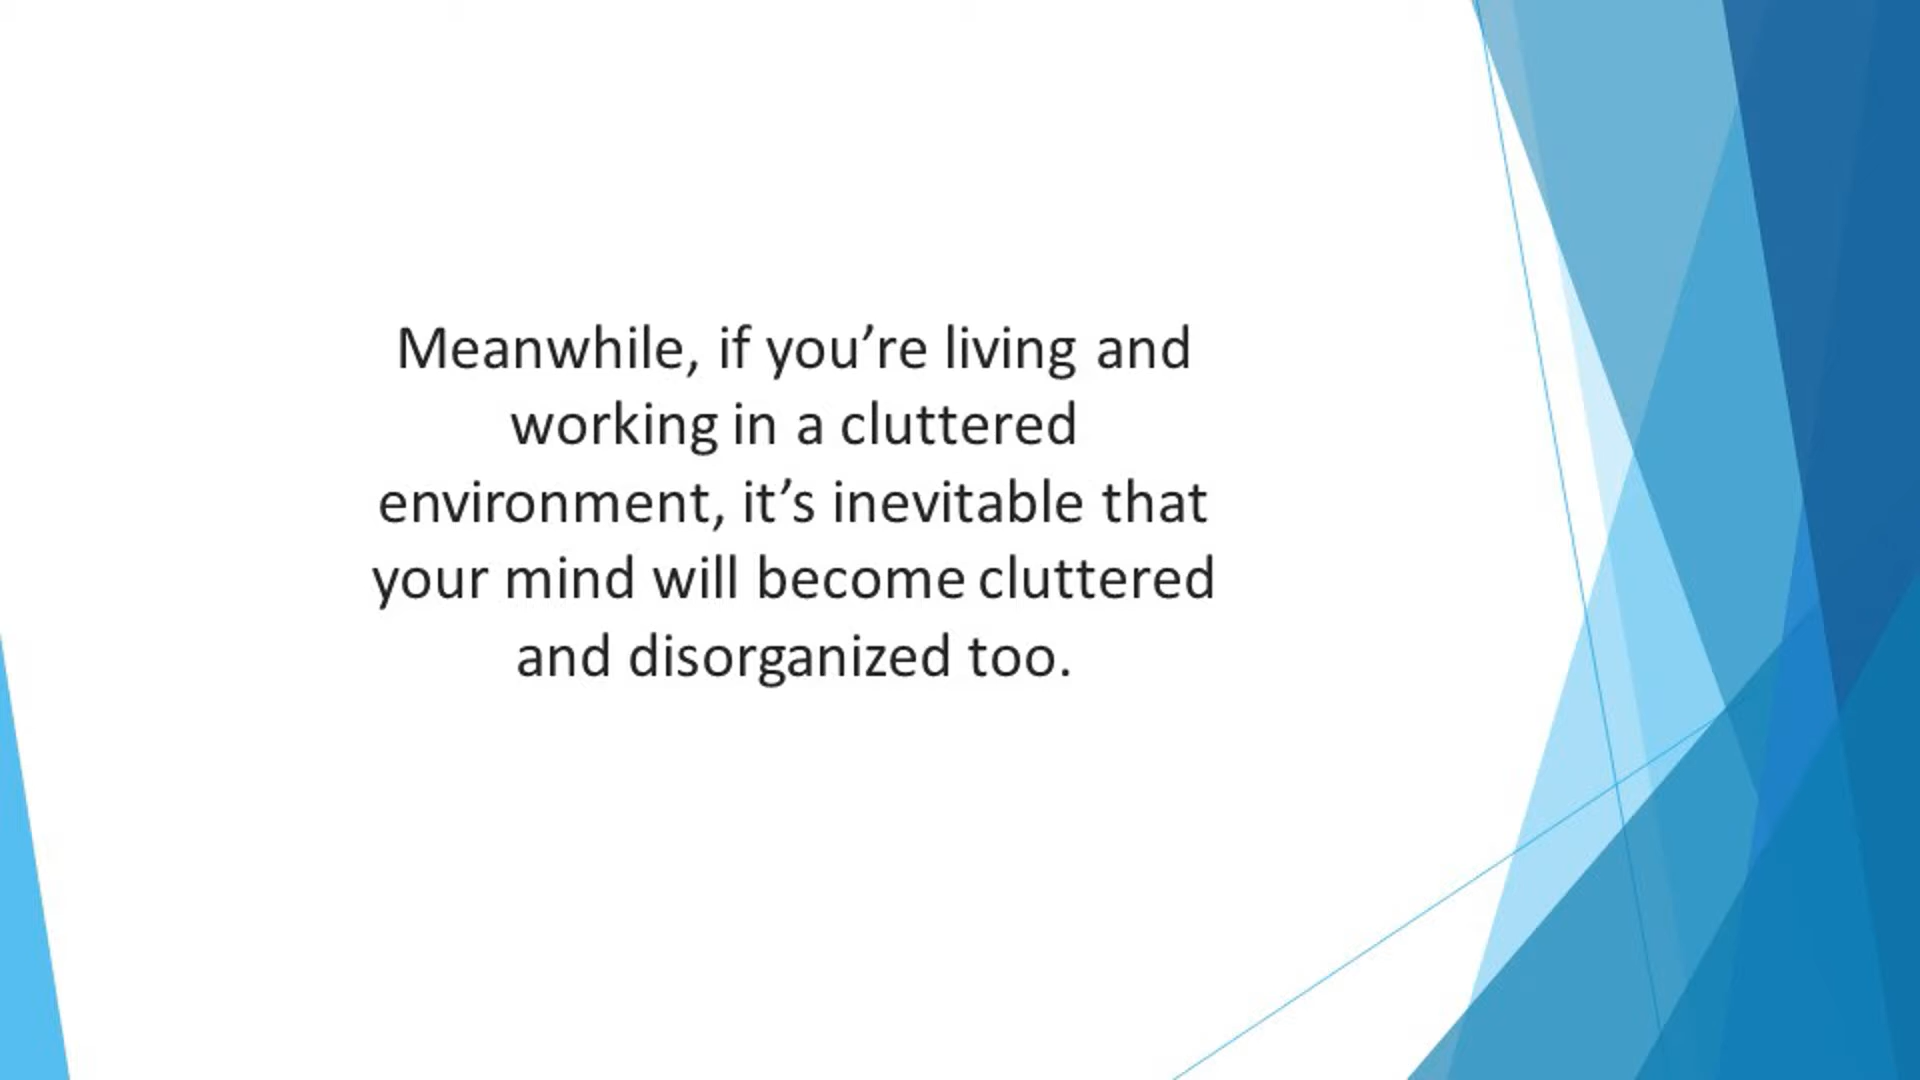 Meanwhile, if you’re living and
working in a cluttered
environment, it’s inevitable that
your mind will become cluttered
and disorganized too.